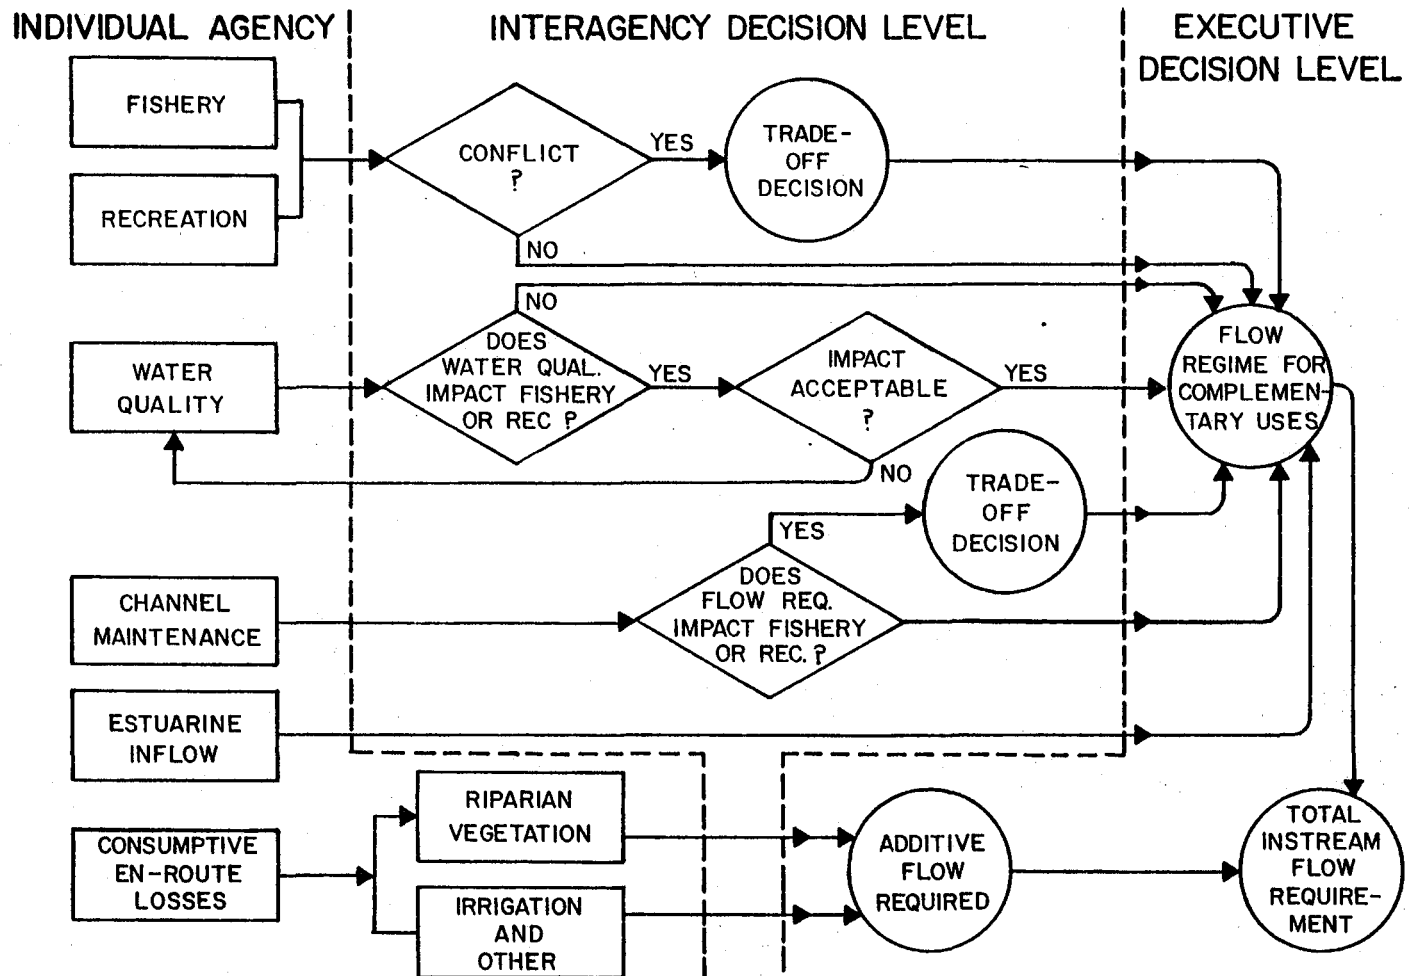 INDIVIDUAL AGENCY
INTERAGENCY DECISION LEVEL
EXECUTIVE
DECISION LEVEL
FISHERY
RECREATION
CONFLICT
?
YES
TRADE-
OFF
DECISION
NO
NO
WATER
QUALITY
DOES
WATER QUAL.
IMPACT FISHERY
OR REC ?
YES
IMPACT
ACCEPTABLE
?
YES
NO
FLOW
REGIME FOR
COMPLEMEN-
TARY USES
TRADE-
OFF
DECISION
YES
CHANNEL
MAINTENANCE
DOES
FLOW REQ.
IMPACT FISHERY
OR REC. ?
ESTUARINE
INFLOW
CONSUMPTIVE
EN-ROUTE
LOSSES
RIPARIAN
VEGETATION
IRRIGATION
AND
OTHER
ADDITIVE
FLOW
REQUIRED
TOTAL
INSTREAM
FLOW
REQUIRE-
MENT